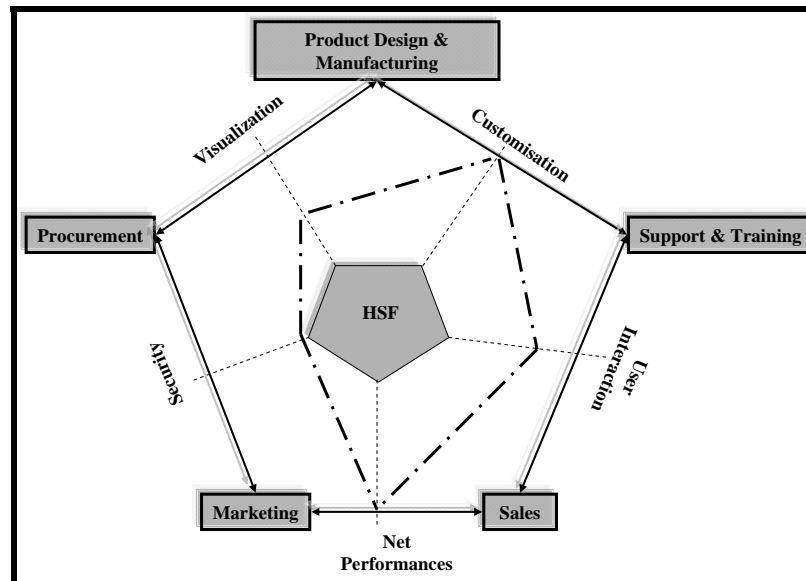 Product Design &
Manufacturing
Visualization
Customisation
Procurement
Support & Training
HSF
Security
User
Interaction
Marketing
Sales
Net
Performances